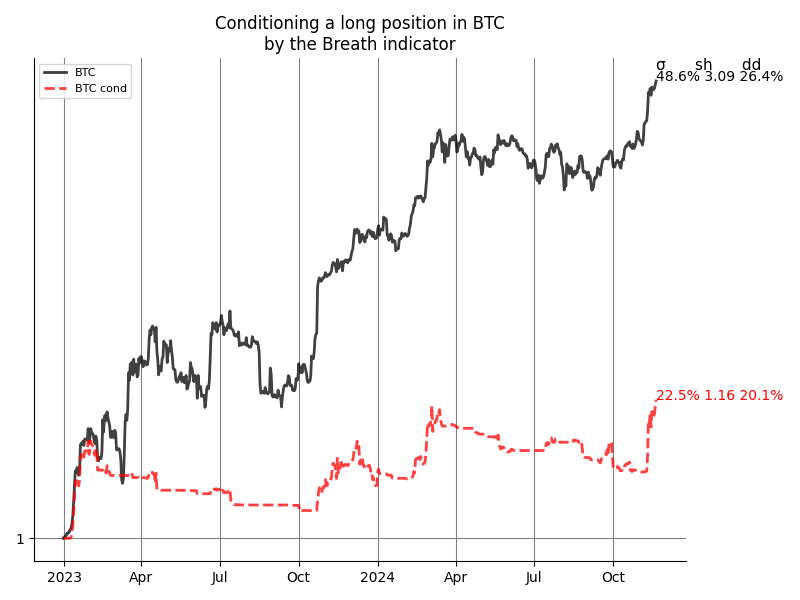 Conditioning a long position in BTC
by the Breath indicator
σ sh dd
48.6% 3.09 26.4%
BTC
BTC cond
22.5% 1.16 20.1%
1
2023 Apr Jul Oct 2024 Apr Jul Oct